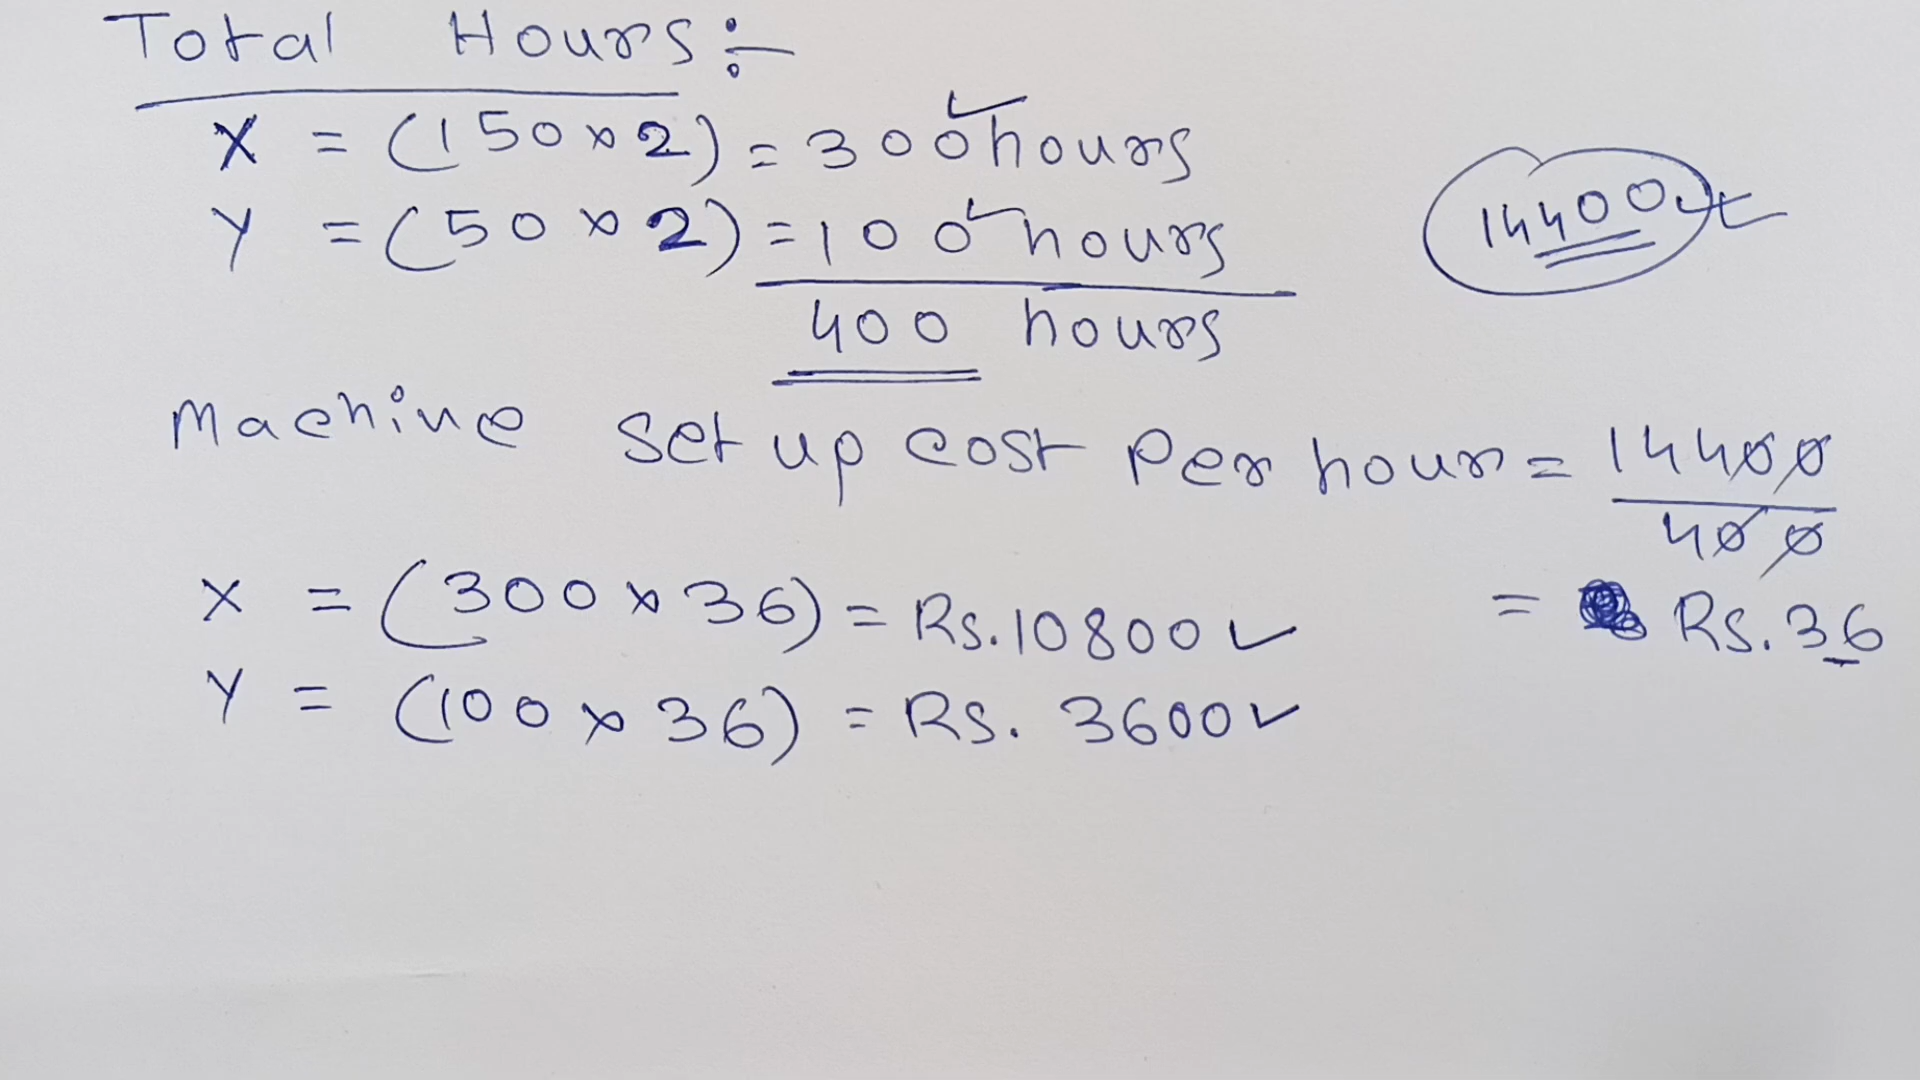 Total Hours:-
X = (150 x 2) = 300 hours
Y = (50 x 2) = 100 hours
14400
400 hours
Machine set up cost Per hour = 14400
400
= Rs. 36
X = (300 x 36) = Rs. 10800 ✓
Y = (100 x 36) = Rs. 3600 ✓